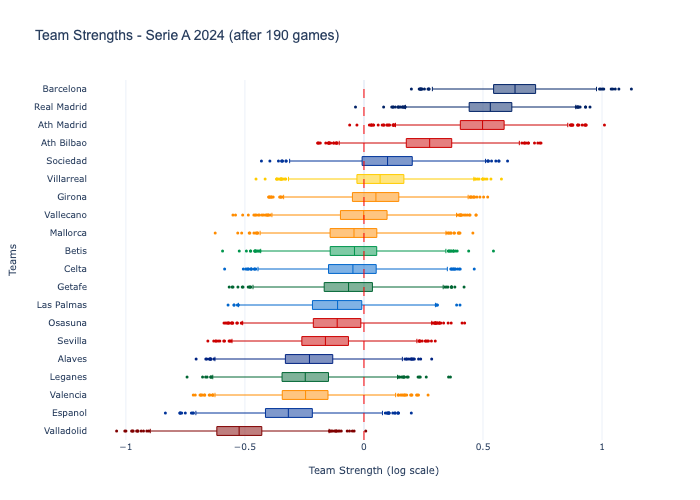 Team Strengths - Serie A 2024 (after 190 games)
Barcelona
Real Madrid
Ath Madrid
Ath Bilbao
Sociedad
Villarreal
Girona
Vallecano
Mallorca
Betis
Celta
Getafe
Las Palmas
Osasuna
Sevilla
Alaves
Leganes
Valencia
Espanol
Valladolid
Teams
−1 −0.5 0 0.5 1
Team Strength (log scale)